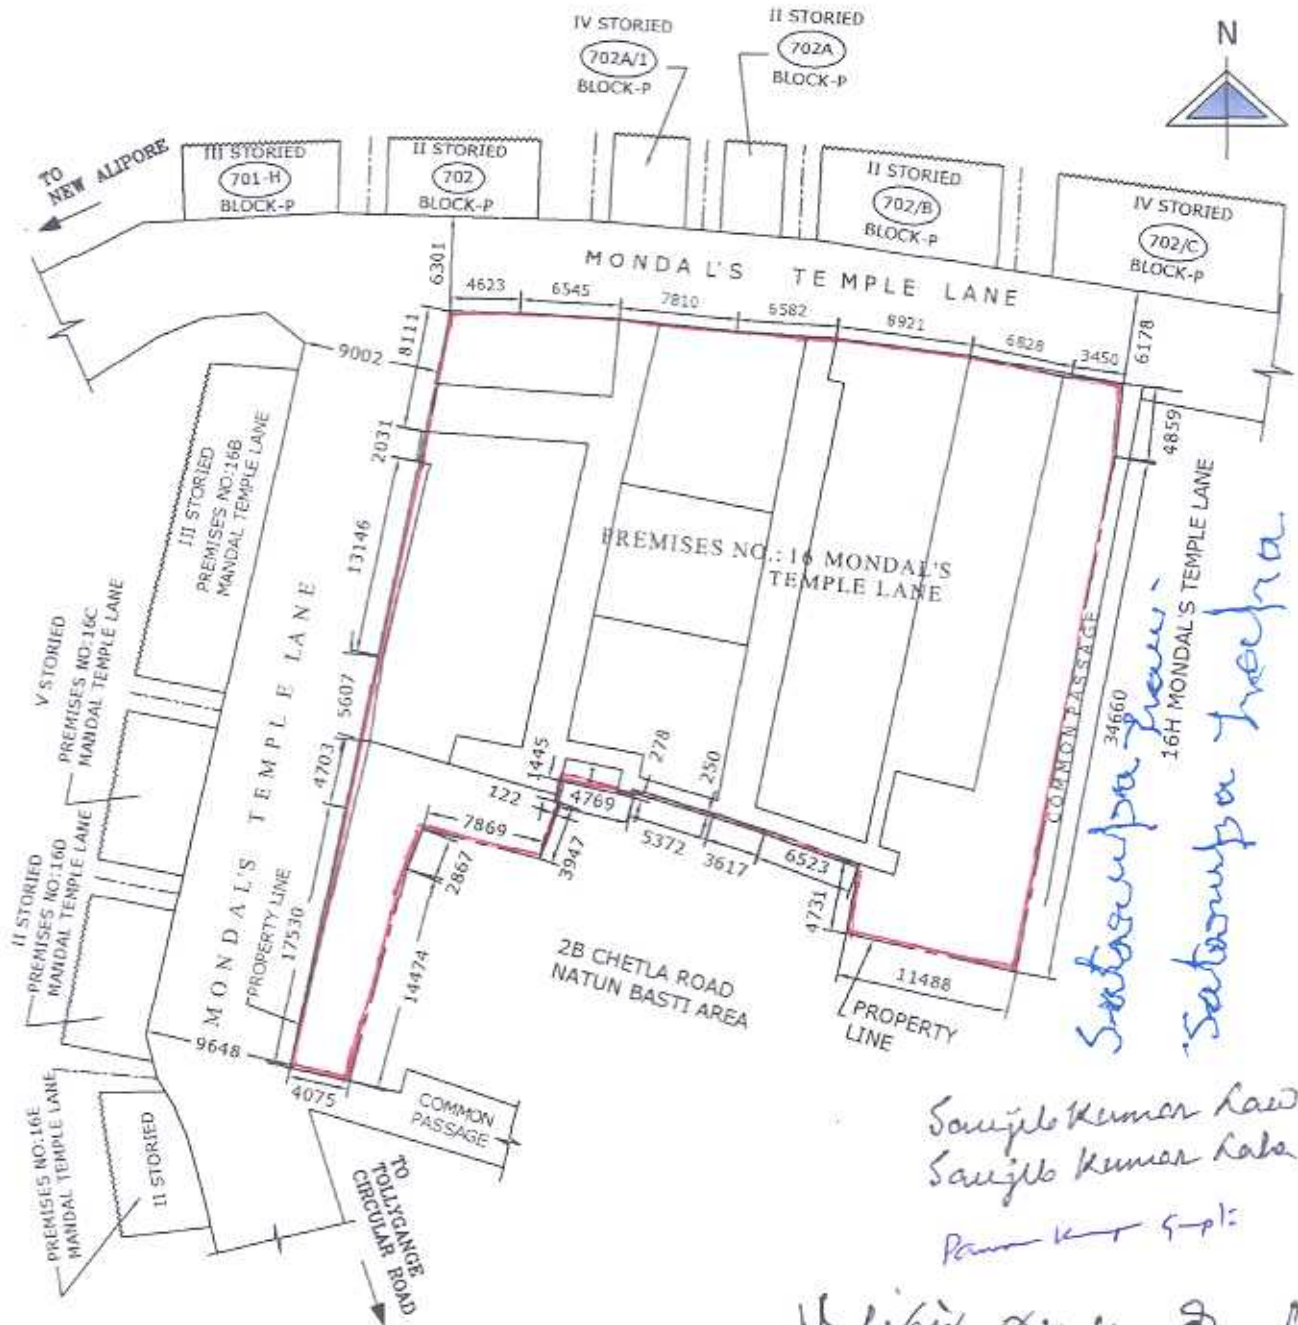 IV STORIED
702A/1
BLOCK-P
II STORIED
702A
BLOCK-P
N
TO
NEW ALIPORE
III STORIED
701-H
BLOCK-P
II STORIED
702
BLOCK-P
II STORIED
702/B
BLOCK-P
IV STORIED
702/C
BLOCK-P
MONDAL'S TEMPLE LANE
6301
4623
6545
7810
6582
8921
6828
3450
6178
8111
9002
2031
4859
13146
5607
4703
17530
III STORIED
PREMISES NO:16B
MANDAL TEMPLE LANE
V STORIED
PREMISES NO:16C
MANDAL TEMPLE LANE
II STORIED
PREMISES NO:16D
MANDAL TEMPLE LANE
MONDAL'S TEMPLE LANE
PROPERTY LINE
PREMISES NO.: 16 MONDAL'S
TEMPLE LANE
COMMON PASSAGE
34660
16H MONDAL'S TEMPLE LANE
1445
122
4769
278
250
7869
2867
3947
5372
3617
6523
4731
14474
11488
2B CHETLA ROAD
NATUN BASTI AREA
PROPERTY
LINE
9648
4075
COMMON
PASSAGE
PREMISES NO:16E
MANDAL TEMPLE LANE
II STORIED
TO
TOLLYGANGE
CIRCULAR ROAD
Kumar
Kumar